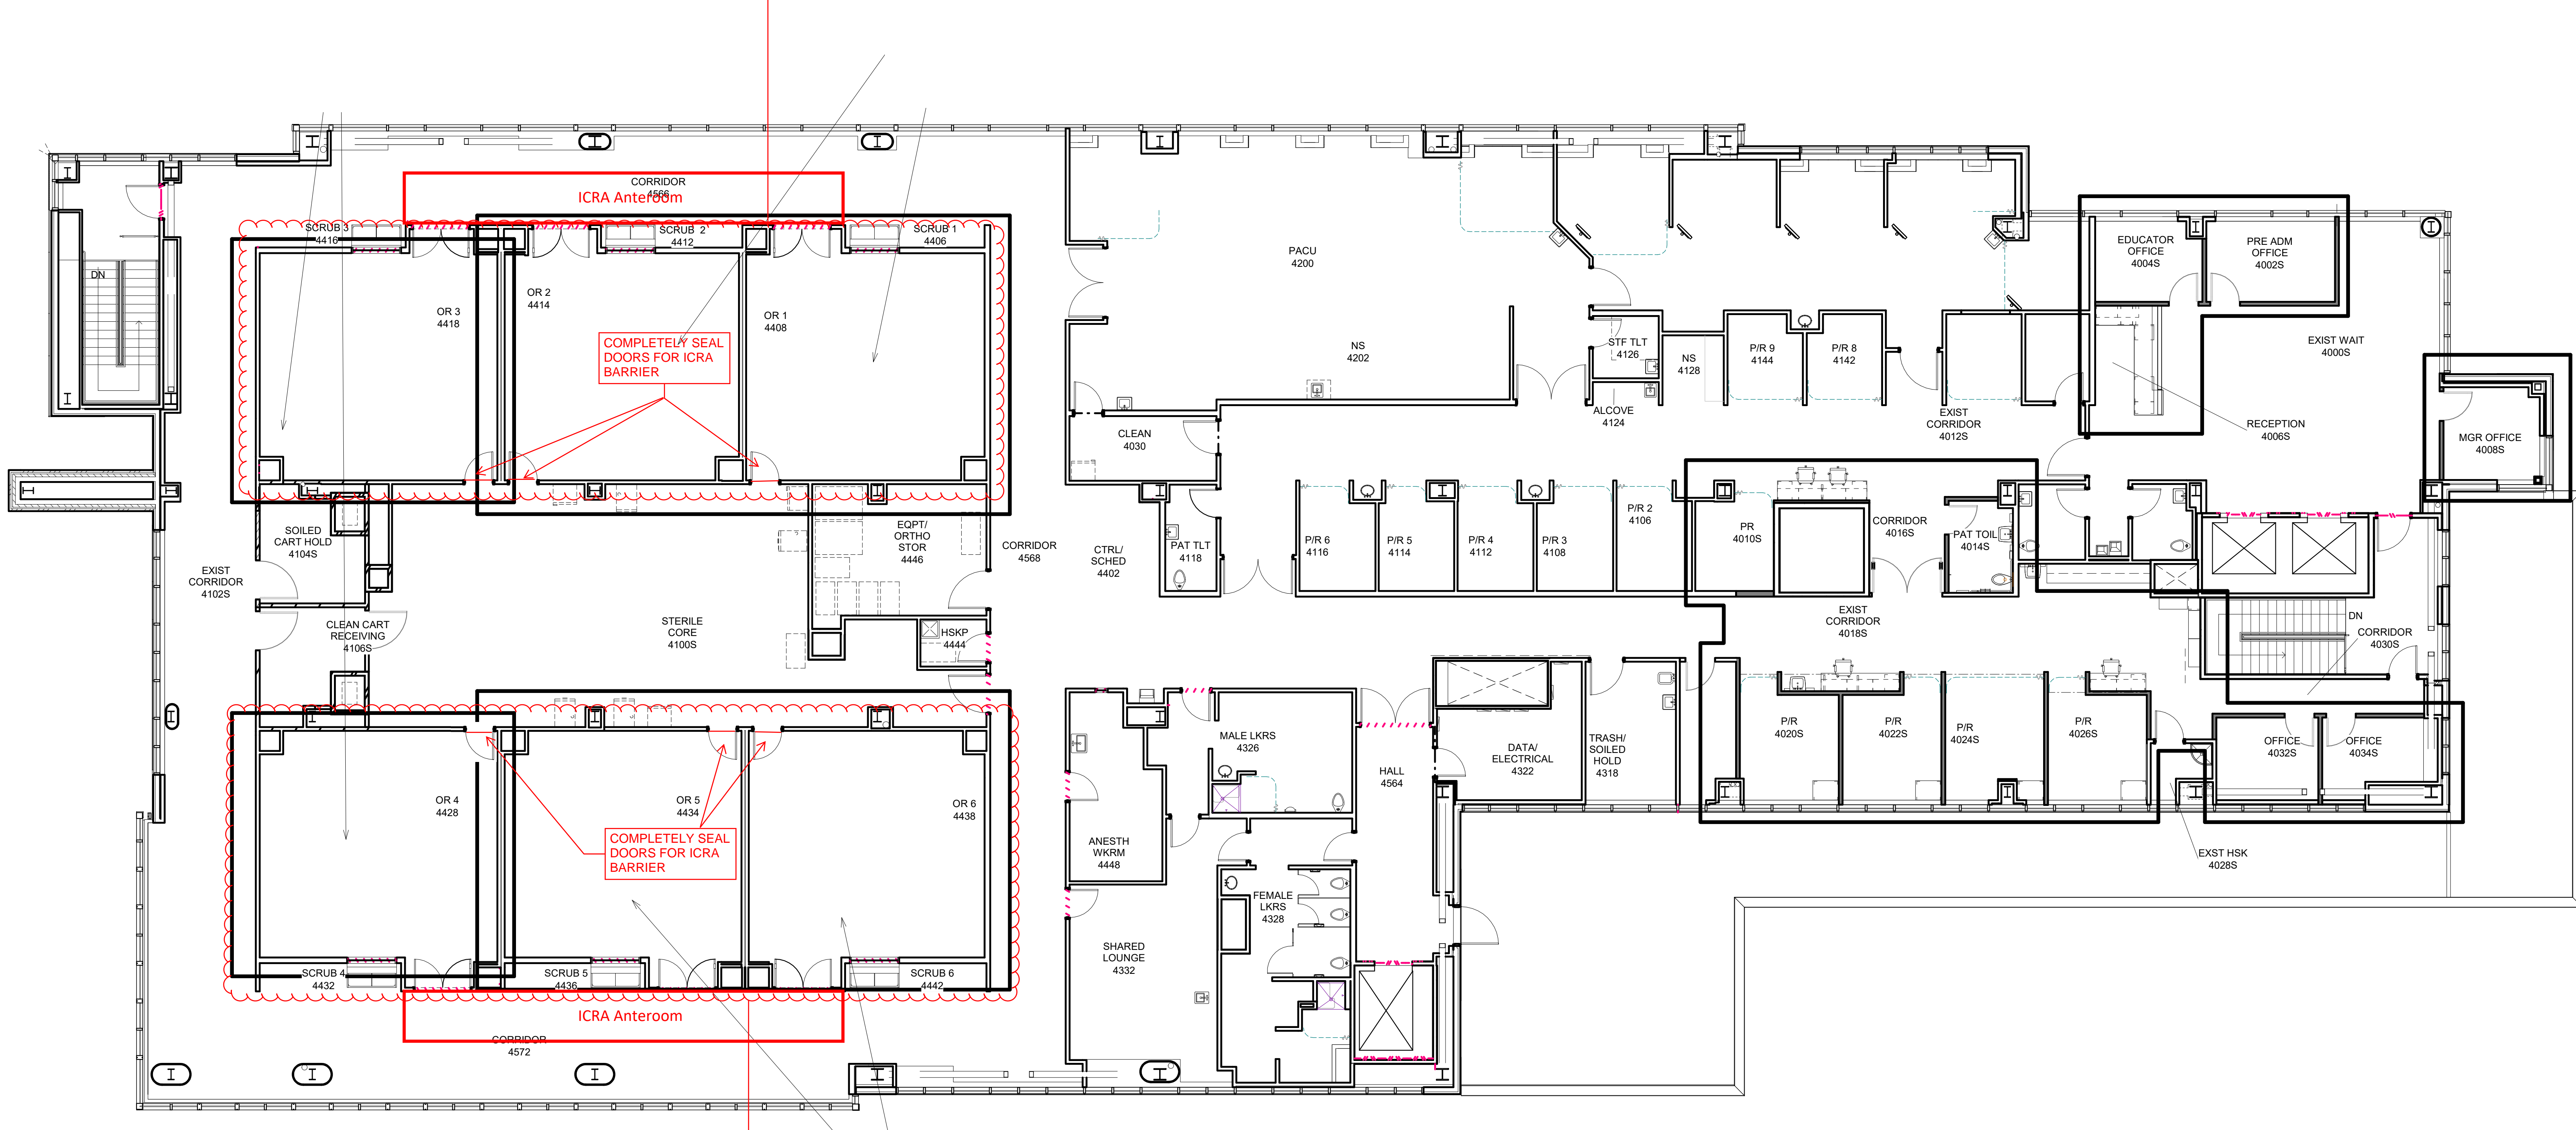 CORRIDOR
4566
ICRA Anteroom
SCRUB 3
4416
SCRUB 2
4412
SCRUB 1
4406
DN
OR 3
4418
OR 2
4414
OR 1
4408
COMPLETELY SEAL
DOORS FOR ICRA
BARRIER
PACU
4200
NS
4202
STF TLT
4126
NS
4128
P/R 9
4144
P/R 8
4142
ALCOVE
4124
EXIST
CORRIDOR
4012S
EDUCATOR
OFFICE
4004S
PRE ADM
OFFICE
4002S
EXIST WAIT
4000S
RECEPTION
4006S
MGR OFFICE
4008S
CLEAN
4030
SOILED
CART HOLD
4104S
EXIST
CORRIDOR
4102S
CLEAN CART
RECEIVING
4106S
STERILE
CORE
4100S
EQPT/
ORTHO
STOR
4446
HSKP
4444
CORRIDOR
4568
CTRL/
SCHED
4402
PAT TLT
4118
P/R 6
4116
P/R 5
4114
P/R 4
4112
P/R 3
4108
P/R 2
4106
PR
4010S
CORRIDOR
4016S
PAT TOIL
4014S
EXIST
CORRIDOR
4018S
DN
CORRIDOR
4030S
OR 4
4428
OR 5
4434
OR 6
4438
COMPLETELY SEAL
DOORS FOR ICRA
BARRIER
SCRUB 4
4432
SCRUB 5
4436
SCRUB 6
4442
ICRA Anteroom
CORRIDOR
4572
ANESTH
WKRM
4448
MALE LKRS
4326
FEMALE
LKRS
4328
SHARED
LOUNGE
4332
HALL
4564
DATA/
ELECTRICAL
4322
TRASH/
SOILED
HOLD
4318
P/R
4020S
P/R
4022S
P/R
4024S
P/R
4026S
OFFICE
4032S
OFFICE
4034S
EXST HSK
4028S